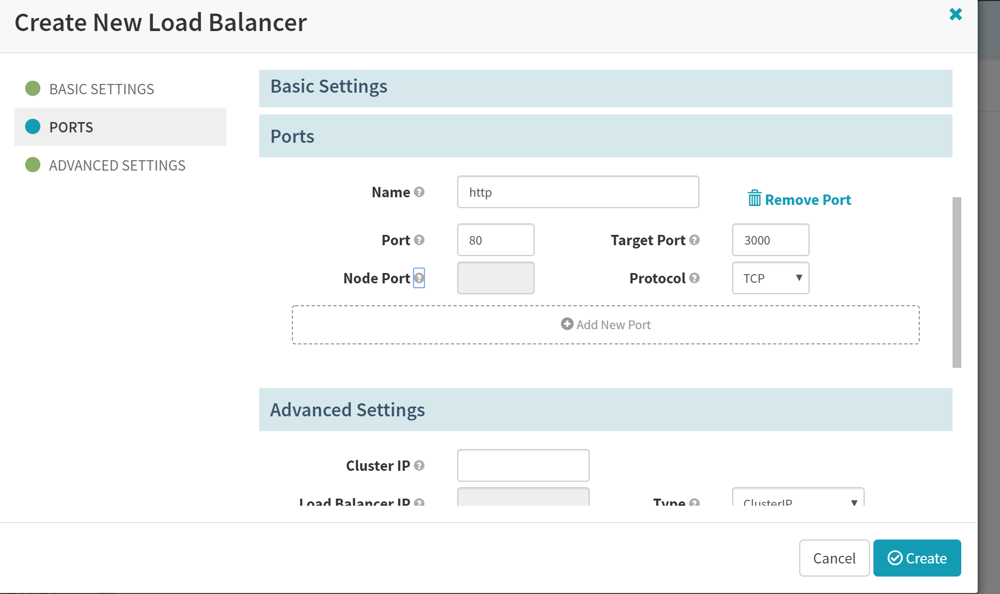 Create New Load Balancer
BASIC SETTINGS
PORTS
ADVANCED SETTINGS
Basic Settings
Ports
Name
http
Remove Port
Port
80
Target Port
3000
Node Port
Protocol
TCP
Add New Port
Advanced Settings
Cluster IP
Load Balancer IP
Type
ClusterIP
Cancel
Create